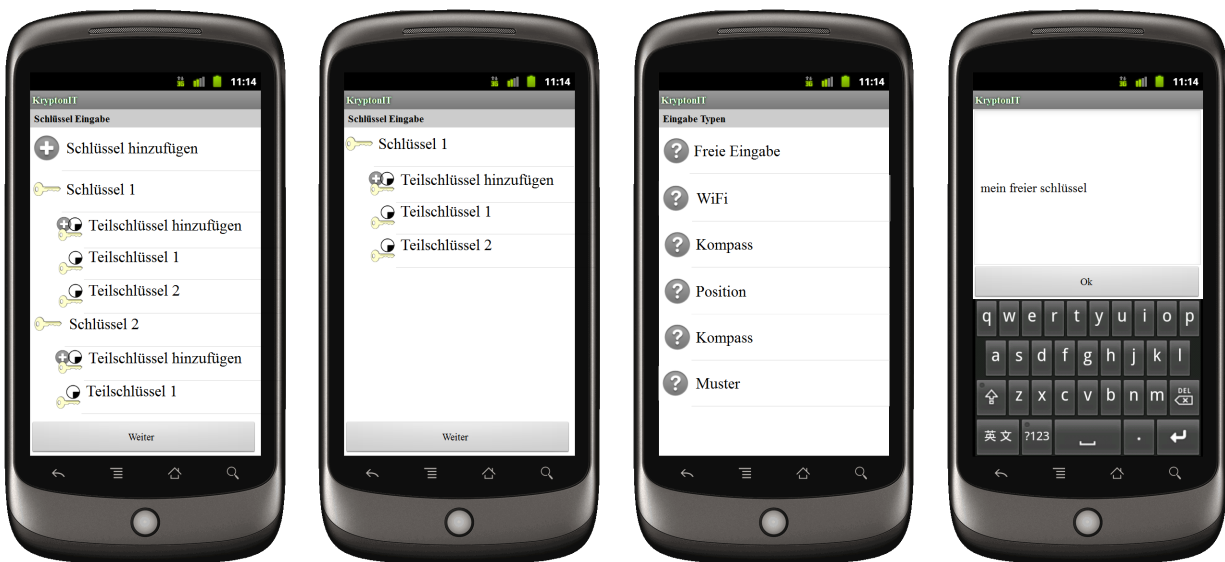 11:14
KryptonIT
Schlüssel Eingabe
Schlüssel hinzufügen
Schlüssel 1
Teilschlüssel hinzufügen
Teilschlüssel 1
Teilschlüssel 2
Schlüssel 2
Teilschlüssel hinzufügen
Teilschlüssel 1
Weiter
11:14
KryptonIT
Schlüssel Eingabe
Schlüssel 1
Teilschlüssel hinzufügen
Teilschlüssel 1
Teilschlüssel 2
Weiter
11:14
KryptonIT
Eingabe Typen
Freie Eingabe
WiFi
Kompass
Position
Kompass
Muster
11:14
KryptonIT
mein freier schlüssel
Ok
q w e r t y u i o p
a s d f g h j k l
z x c v b n m DEL
英文 ?123 .